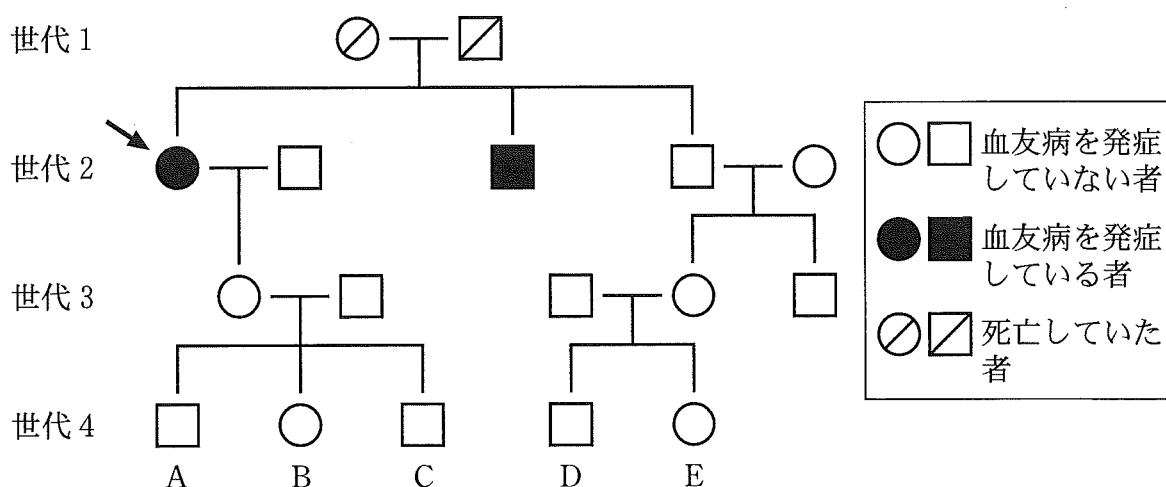 世代1
世代2
世代3
世代4
A B C D E
血友病を発症
していない者
血友病を発症
している者
死亡していた
者